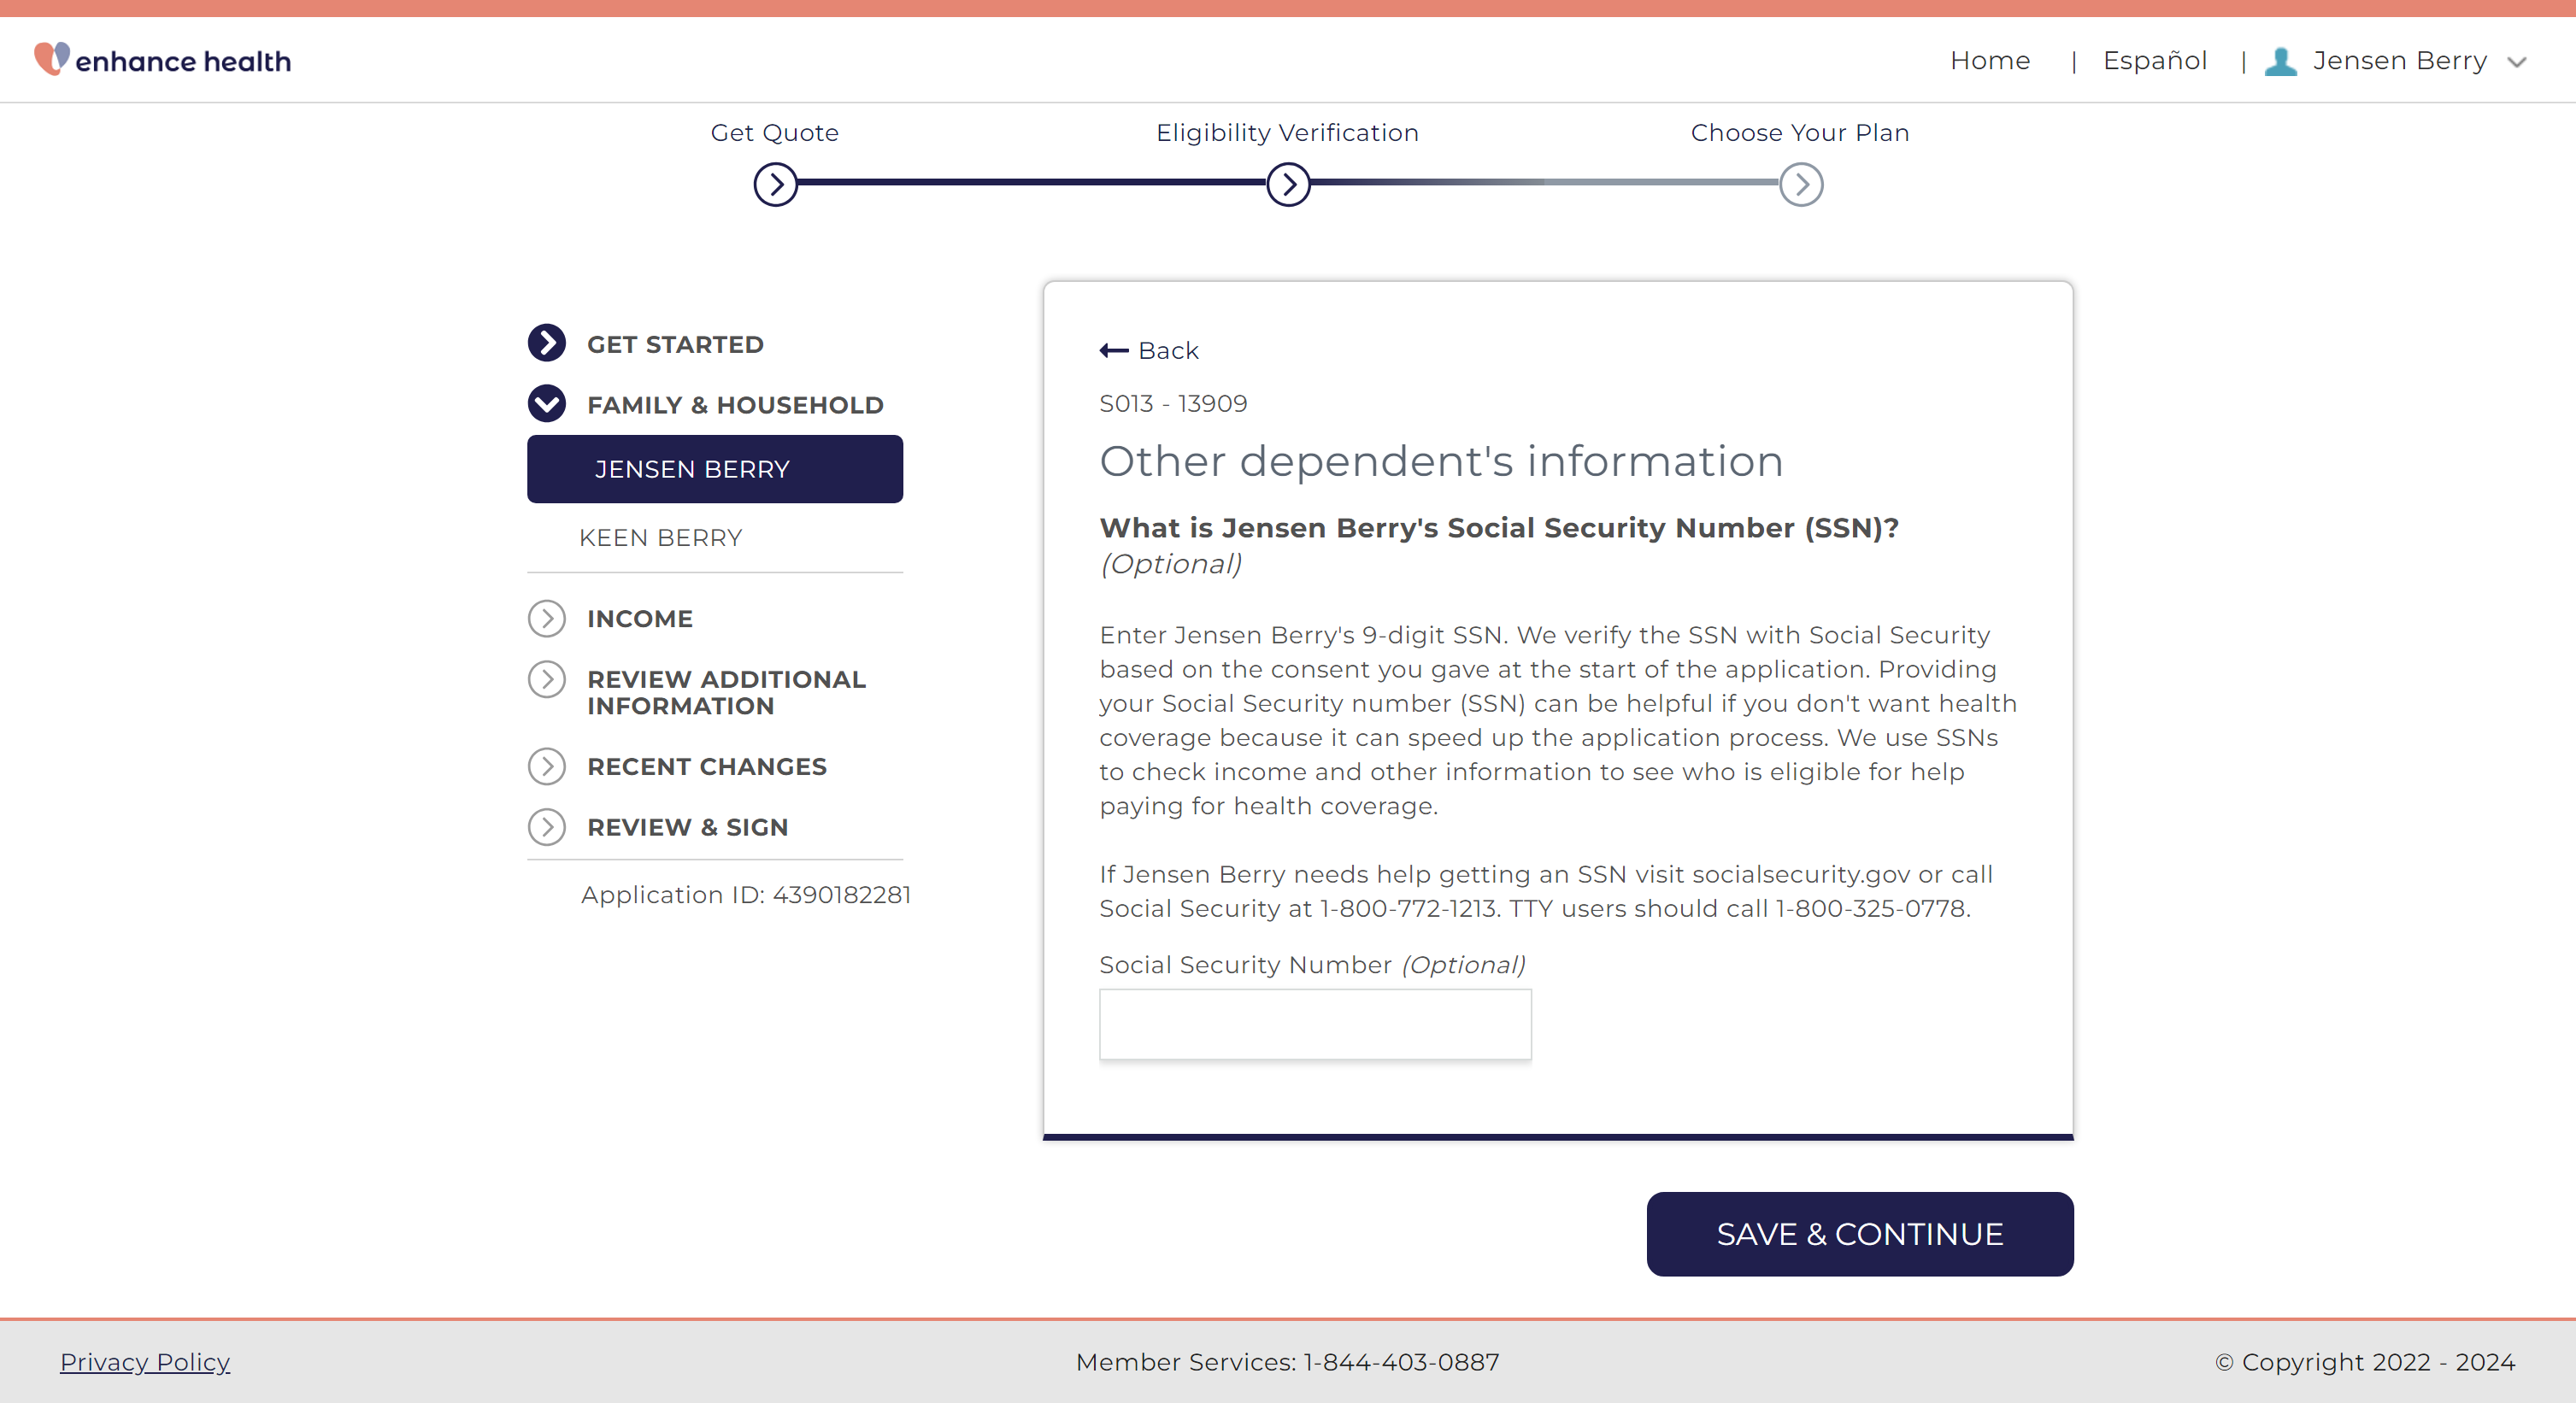 enhance health
Home | Español | Jensen Berry
Get Quote
Eligibility Verification
Choose Your Plan
GET STARTED
FAMILY & HOUSEHOLD
JENSEN BERRY
KEEN BERRY
INCOME
REVIEW ADDITIONAL
INFORMATION
RECENT CHANGES
REVIEW & SIGN
Application ID: 4390182281
Back
S013 - 13909
Other dependent's information
What is Jensen Berry's Social Security Number (SSN)?
(Optional)
Enter Jensen Berry's 9-digit SSN. We verify the SSN with Social Security
based on the consent you gave at the start of the application. Providing
your Social Security number (SSN) can be helpful if you don't want health
coverage because it can speed up the application process. We use SSNs
to check income and other information to see who is eligible for help
paying for health coverage.
If Jensen Berry needs help getting an SSN visit socialsecurity.gov or call
Social Security at 1-800-772-1213. TTY users should call 1-800-325-0778.
Social Security Number (Optional)
SAVE & CONTINUE
Privacy Policy
Member Services: 1-844-403-0887
© Copyright 2022 - 2024